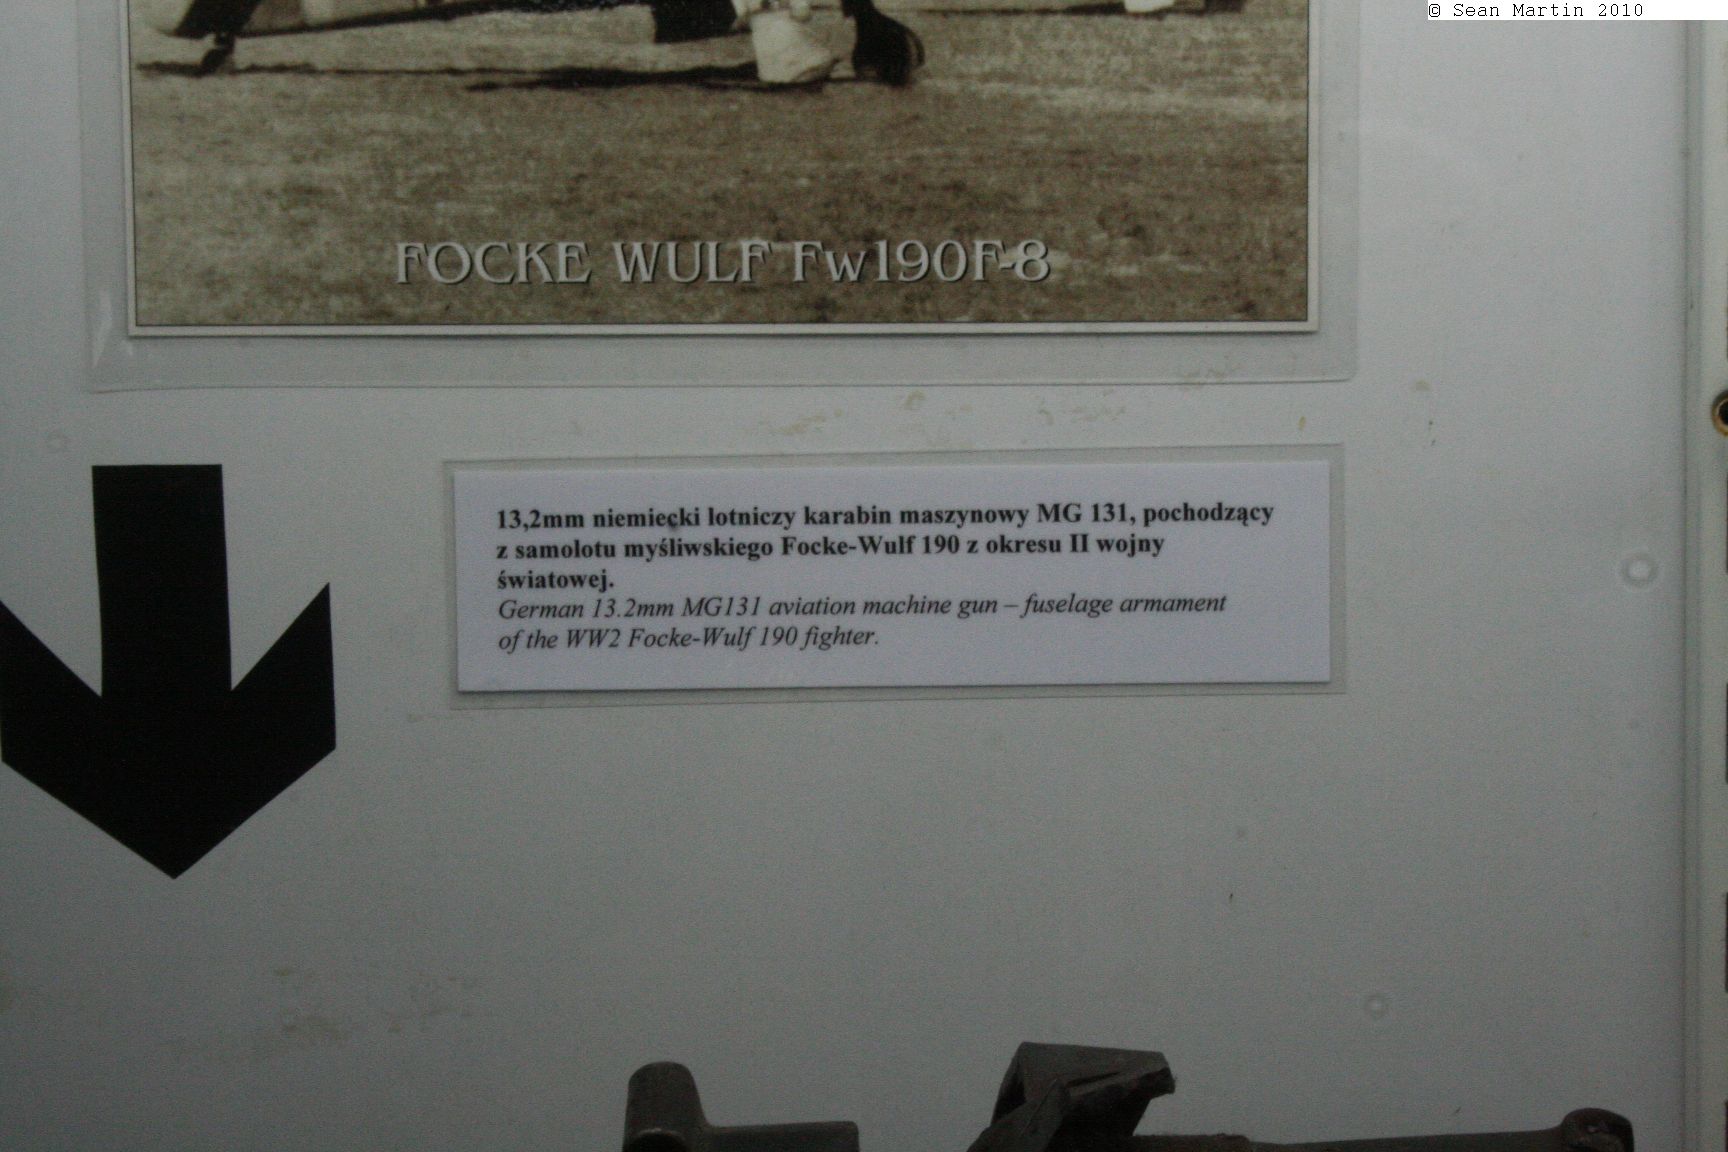 © Sean Martin 2010
FOCKE WULF Fw190F-8
13,2mm niemiecki lotniczy karabin maszynowy MG 131, pochodzący
z samolotu myśliwskiego Focke-Wulf 190 z okresu II wojny
światowej.
German 13.2mm MG131 aviation machine gun – fuselage armament
of the WW2 Focke-Wulf 190 fighter.